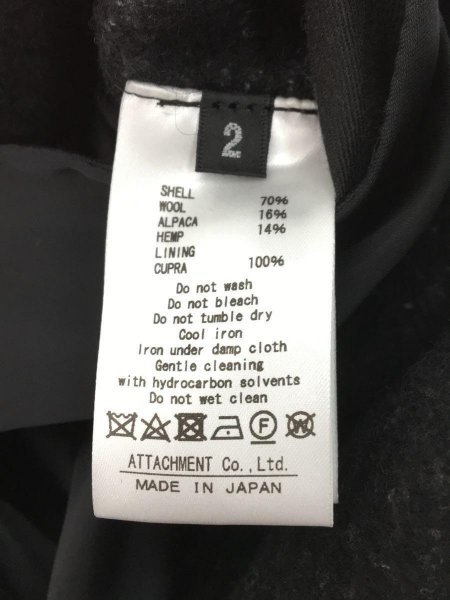 2
SHELL
WOOL 70%
ALPACA 16%
HEMP 14%
LINING
CUPRA 100%
Do not wash
Do not bleach
Do not tumble dry
Cool iron
Iron under damp cloth
Gentle cleaning
with hydrocarbon solvents
Do not wet clean
F W
ATTACHMENT Co., Ltd.
MADE IN JAPAN